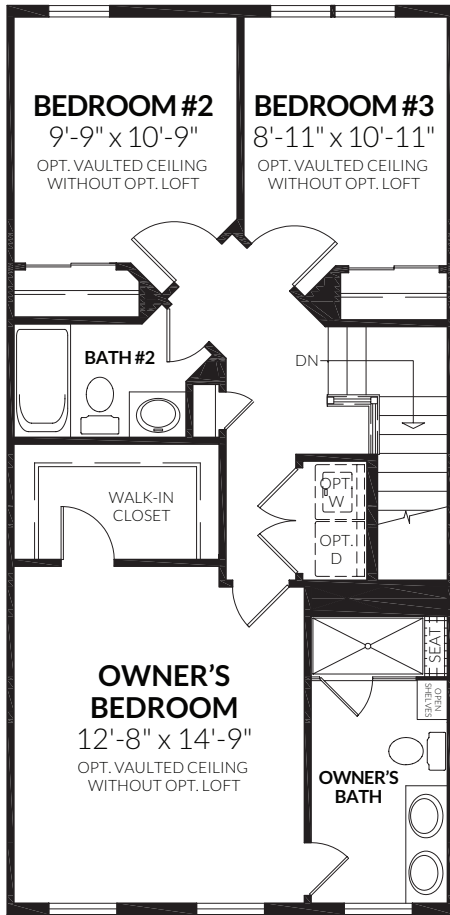 BEDROOM #2
9'-9" x 10'-9"
OPT. VAULTED CEILING
WITHOUT OPT. LOFT
BEDROOM #3
8'-11" x 10'-11"
OPT. VAULTED CEILING
WITHOUT OPT. LOFT
BATH #2
DN
WALK-IN
CLOSET
OPT.
W
OPT.
D
OWNER'S
BEDROOM
12'-8" x 14'-9"
OPT. VAULTED CEILING
WITHOUT OPT. LOFT
SEAT
OPEN
SHELVES
OWNER'S
BATH